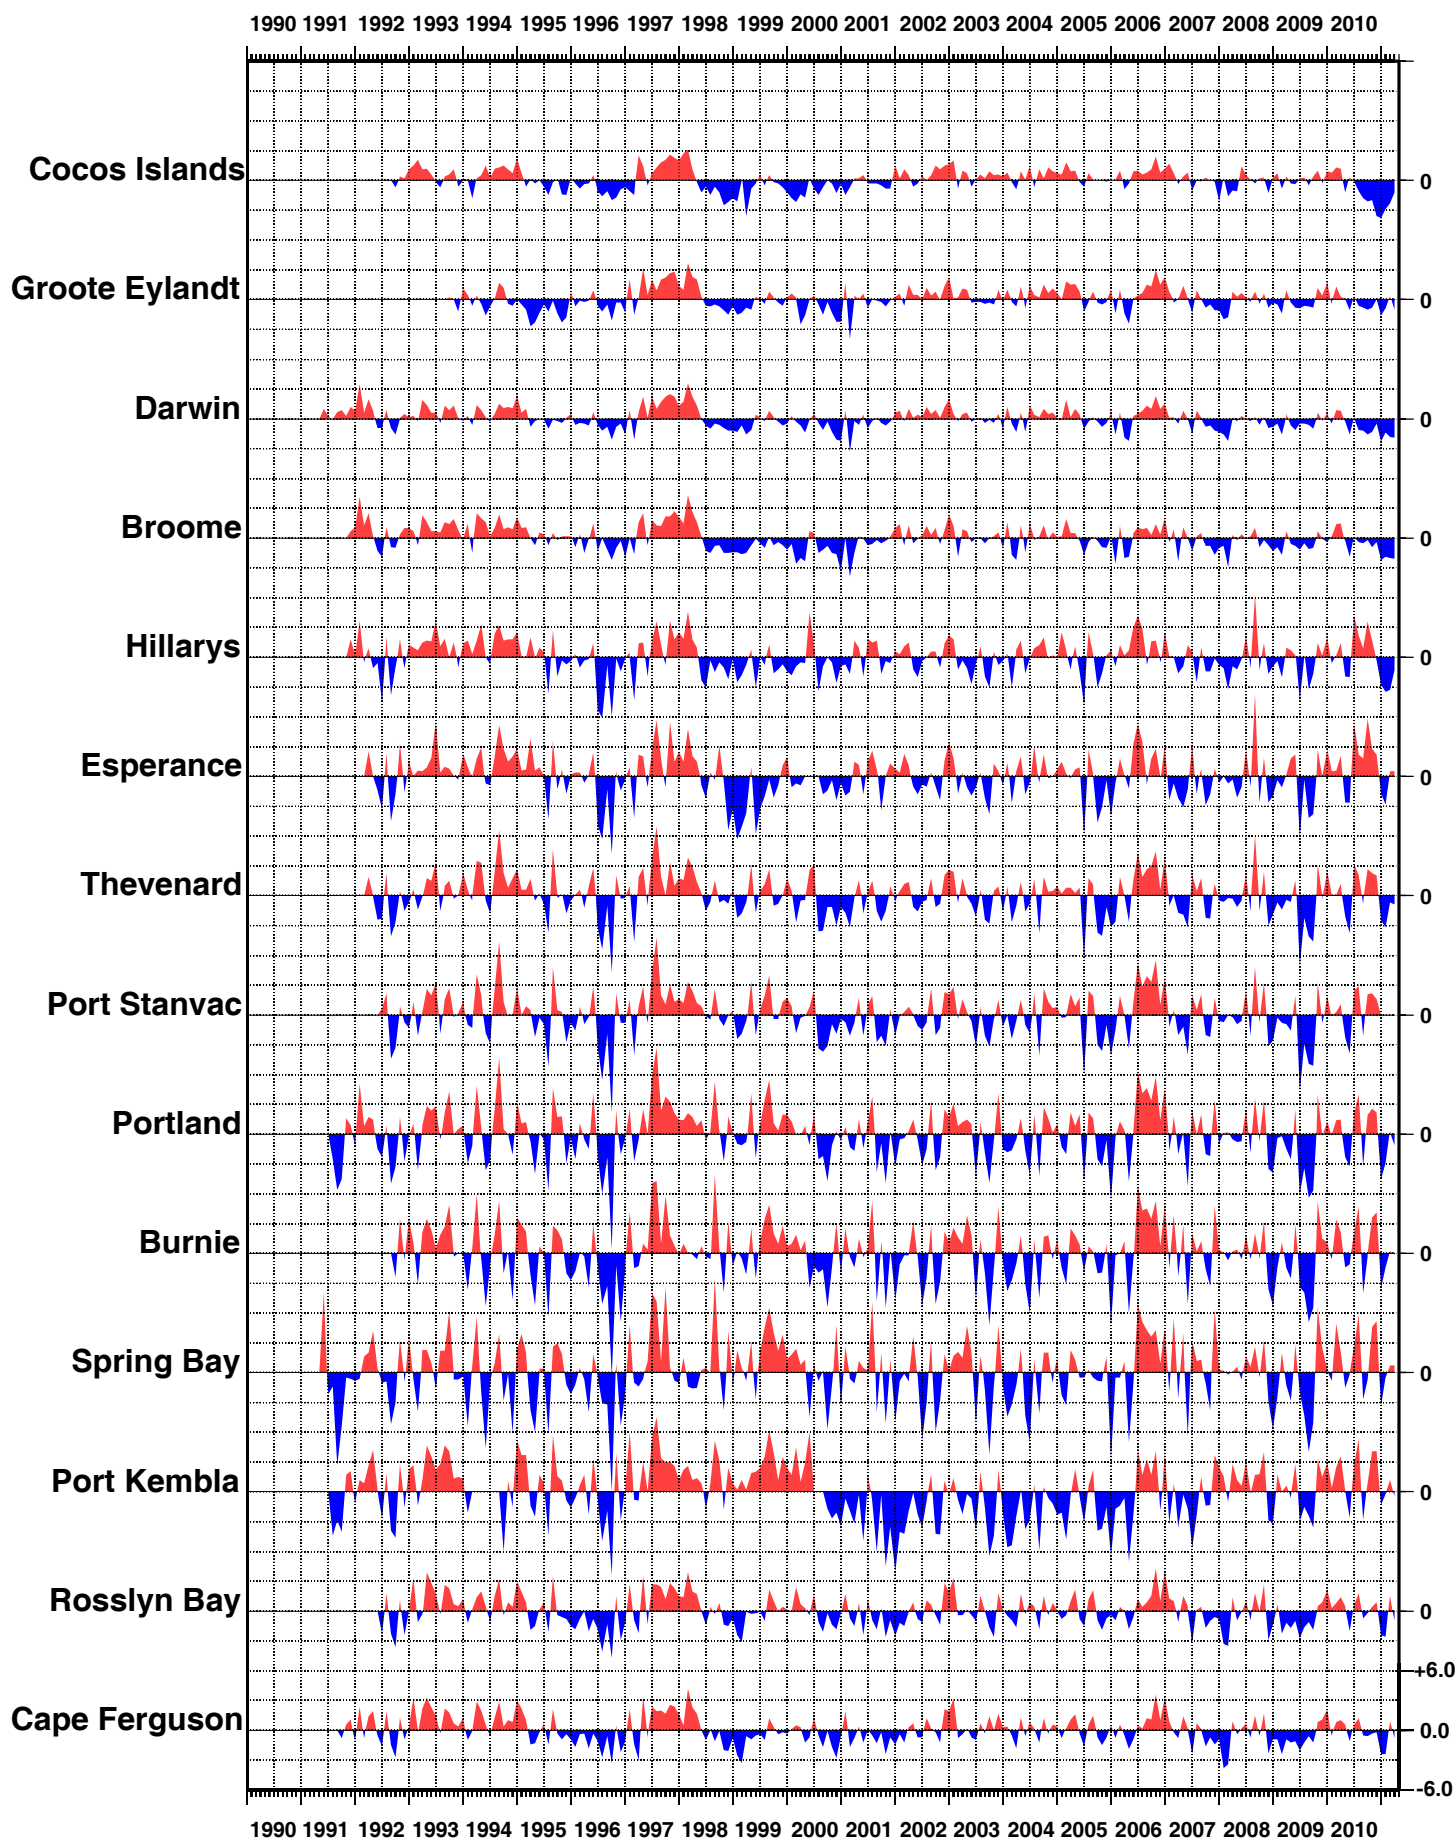 1990 1991 1992 1993 1994 1995 1996 1997 1998 1999 2000 2001 2002 2003 2004 2005 2006 2007 2008 2009 2010
Cocos Islands 0
Groote Eylandt 0
Darwin 0
Broome 0
Hillarys 0
Esperance 0
Thevenard 0
Port Stanvac 0
Portland 0
Burnie 0
Spring Bay 0
Port Kembla 0
Rosslyn Bay 0
+6.0
Cape Ferguson 0.0
-6.0
1990 1991 1992 1993 1994 1995 1996 1997 1998 1999 2000 2001 2002 2003 2004 2005 2006 2007 2008 2009 2010